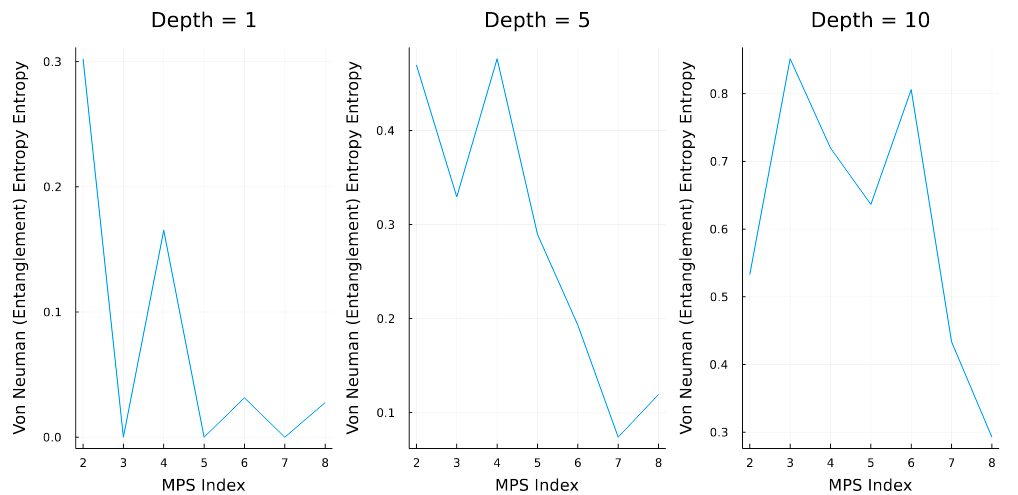 Depth = 1
Von Neuman (Entanglement) Entropy Entropy
0.3
0.2
0.1
0.0
2 3 4 5 6 7 8
MPS Index
Depth = 5
Von Neuman (Entanglement) Entropy Entropy
0.4
0.3
0.2
0.1
2 3 4 5 6 7 8
MPS Index
Depth = 10
Von Neuman (Entanglement) Entropy Entropy
0.8
0.7
0.6
0.5
0.4
0.3
2 3 4 5 6 7 8
MPS Index